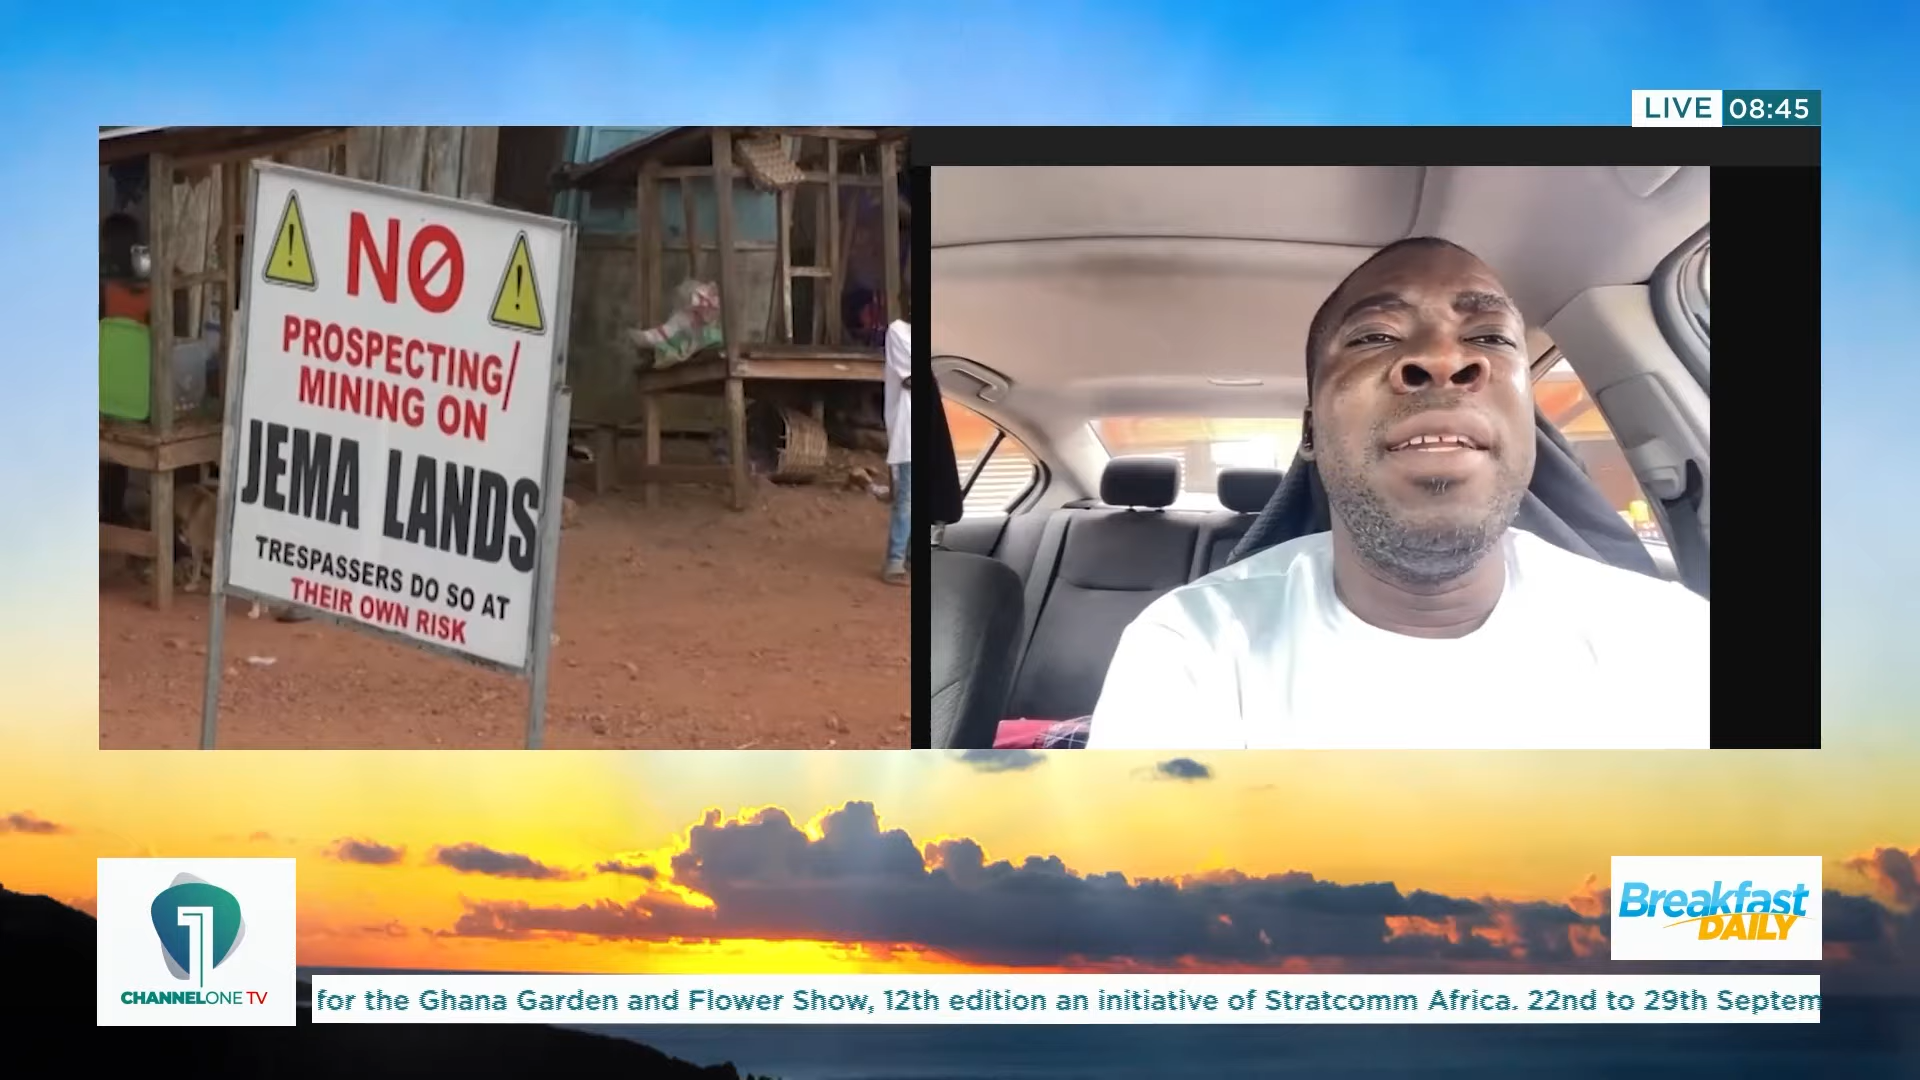 LIVE 08:45
NO
PROSPECTING/
MINING ON
JEMA LANDS
TRESPASSERS DO SO AT
THEIR OWN RISK
1
CHANNELONE TV
Breakfast
DAILY
for the Ghana Garden and Flower Show, 12th edition an initiative of Stratcomm Africa. 22nd to 29th Septem